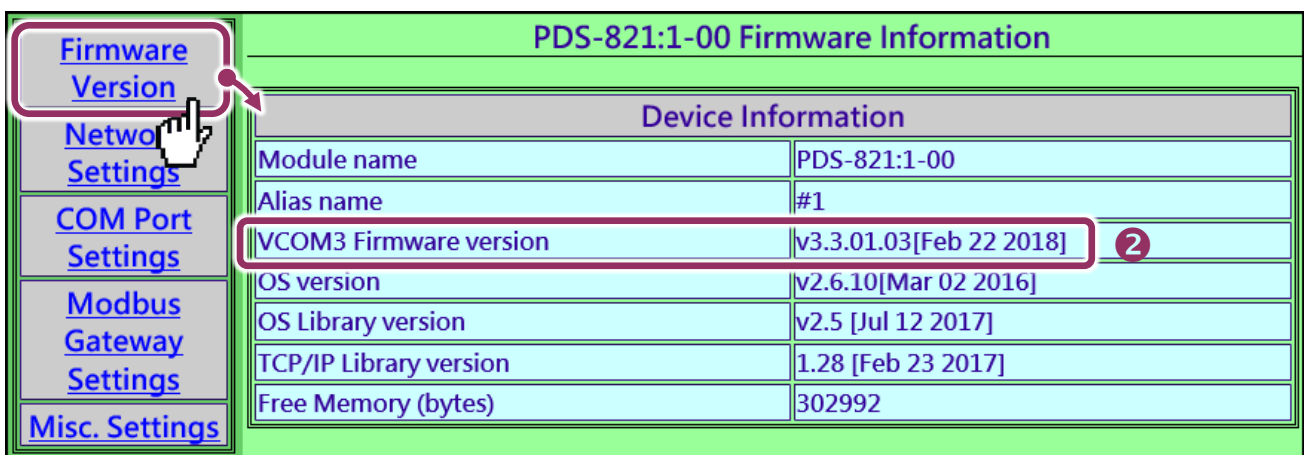 Firmware
Version
Network
Settings
COM Port
Settings
Modbus
Gateway
Settings
Misc. Settings
PDS-821:1-00 Firmware Information
Device Information
Module name PDS-821:1-00
Alias name #1
VCOM3 Firmware version v3.3.01.03[Feb 22 2018]
2
OS version v2.6.10[Mar 02 2016]
OS Library version v2.5 [Jul 12 2017]
TCP/IP Library version 1.28 [Feb 23 2017]
Free Memory (bytes) 302992